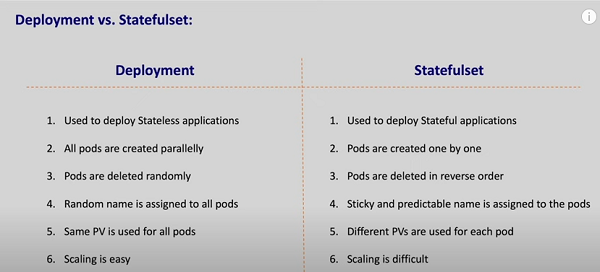 Deployment vs. Statefulset:
Deployment
1. Used to deploy Stateless applications
2. All pods are created parallelly
3. Pods are deleted randomly
4. Random name is assigned to all pods
5. Same PV is used for all pods
6. Scaling is easy
Statefulset
1. Used to deploy Stateful applications
2. Pods are created one by one
3. Pods are deleted in reverse order
4. Sticky and predictable name is assigned to the pods
5. Different PVs are used for each pod
6. Scaling is difficult